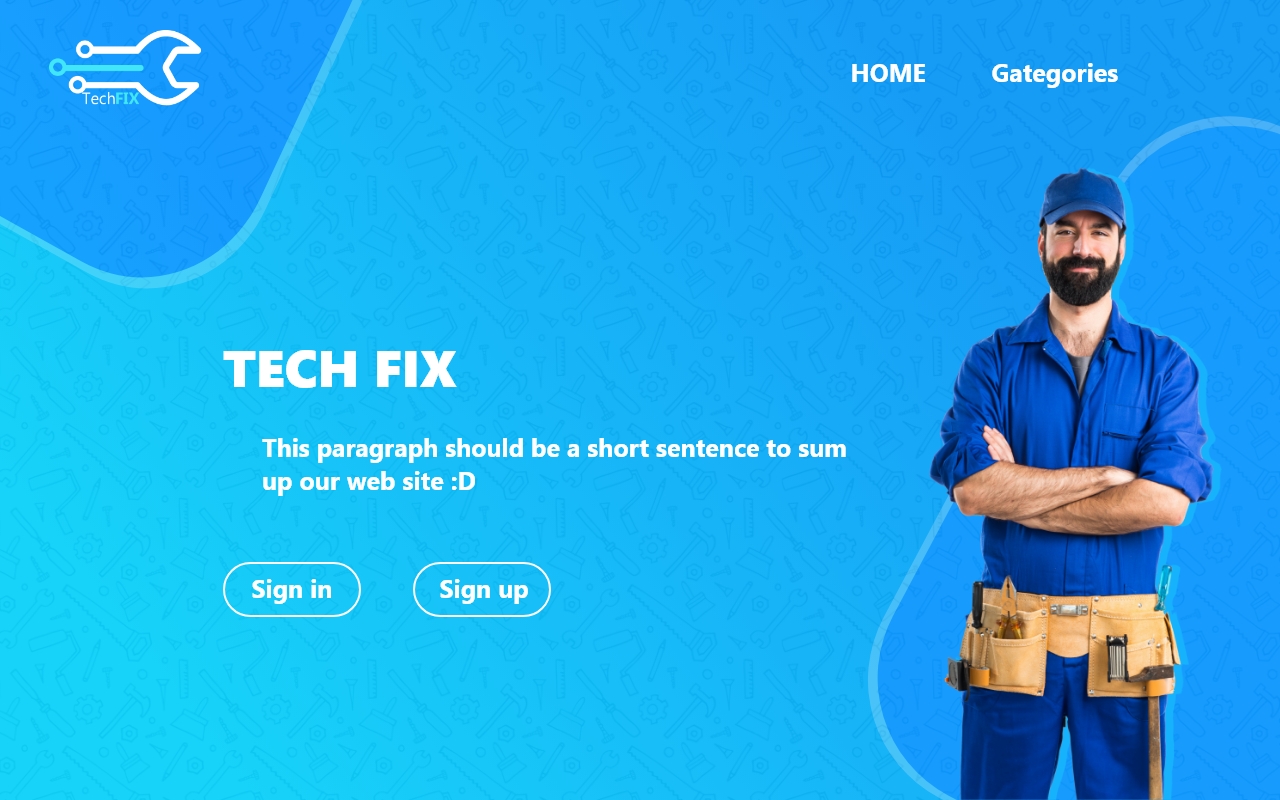 TechFIX
HOME
Gategories
TECH FIX
This paragraph should be a short sentence to sum
up our web site :D
Sign in
Sign up